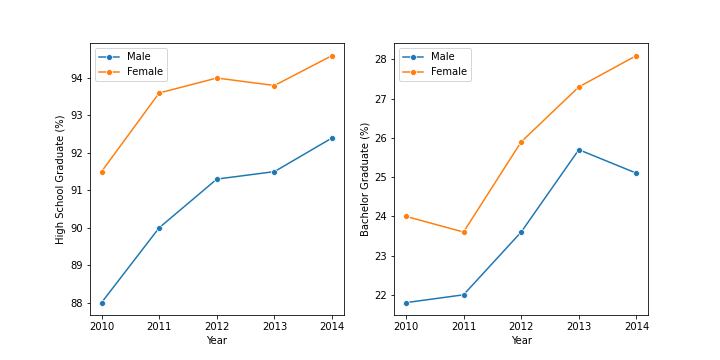 High School Graduate (%)
94
93
92
91
90
89
88
Male
Female
2010 2011 2012 2013 2014
Year
Bachelor Graduate (%)
28
27
26
25
24
23
22
Male
Female
2010 2011 2012 2013 2014
Year